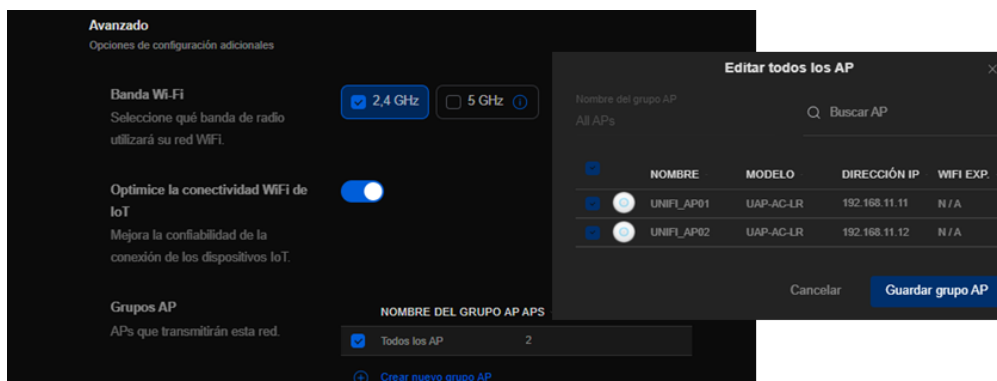 Avanzado
Opciones de configuración adicionales
Banda Wi-Fi
Seleccione qué banda de radio
utilizará su red WiFi.
2,4 GHz
5 GHz
Optimice la conectividad WiFi de
IoT
Mejora la confiabilidad de la
conexión de los dispositivos IoT.
Grupos AP
APs que transmitirán esta red.
NOMBRE DEL GRUPO AP APS
Todos los AP 2
Crear nuevo grupo AP
Editar todos los AP
Nombre del grupo AP
All APs
Buscar AP
NOMBRE MODELO DIRECCIÓN IP WIFI EXP.
UNIFI_AP01 UAP-AC-LR 192.168.11.11 N/A
UNIFI_AP02 UAP-AC-LR 192.168.11.12 N/A
Cancelar Guardar grupo AP